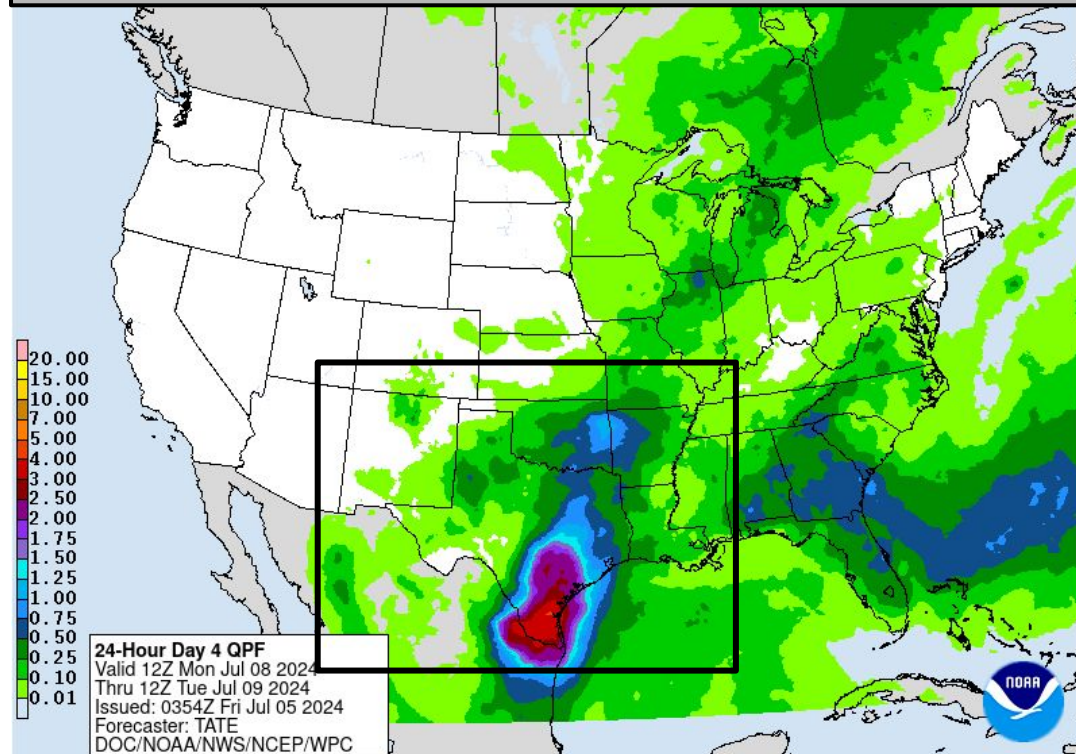 20.00
15.00
10.00
7.00
5.00
4.00
3.00
2.50
2.00
1.75
1.50
1.25
1.00
0.75
0.50
0.25
0.10
0.01
24-Hour Day 4 QPF
Valid 12Z Mon Jul 08 2024
Thru 12Z Tue Jul 09 2024
Issued: 0354Z Fri Jul 05 2024
Forecaster: TATE
DOC/NOAA/NWS/NCEP/WPC
NOAA